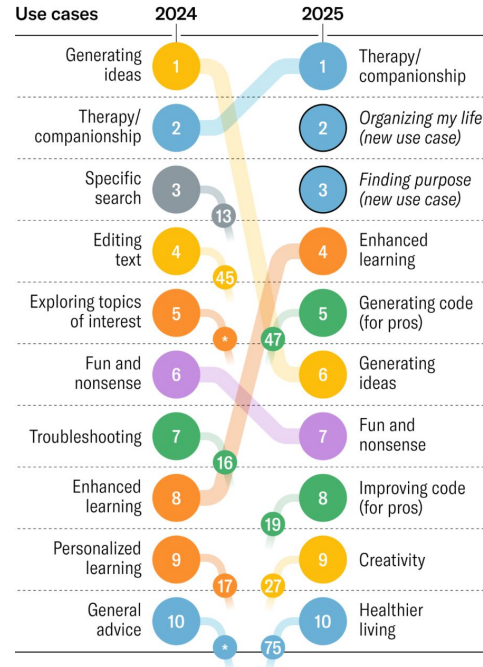 Use cases 2024 2025
Generating
ideas
1
1
Therapy/
companionship
Therapy/
companionship
2
2
Organizing my life
(new use case)
Specific
search
3
13
3
Finding purpose
(new use case)
Editing
text
4
45
4
Enhanced
learning
Exploring topics
of interest
5
*
47
5
Generating code
(for pros)
Fun and
nonsense
6
6
Generating
ideas
Troubleshooting
7
16
7
Fun and
nonsense
Enhanced
learning
8
19
8
Improving code
(for pros)
Personalized
learning
9
17
27
9
Creativity
General
advice
10
*
75
10
Healthier
living